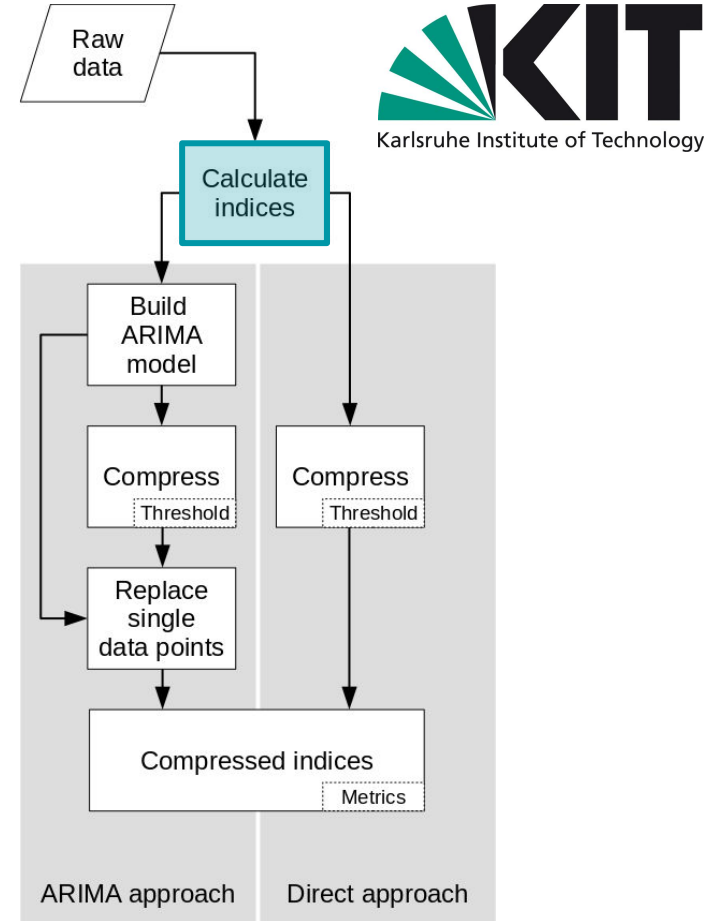 Raw
data
KIT
Karlsruhe Institute of Technology
Calculate
indices
Build
ARIMA
model
Compress
Threshold
Compress
Threshold
Replace
single
data points
Compressed indices
Metrics
ARIMA approach
Direct approach